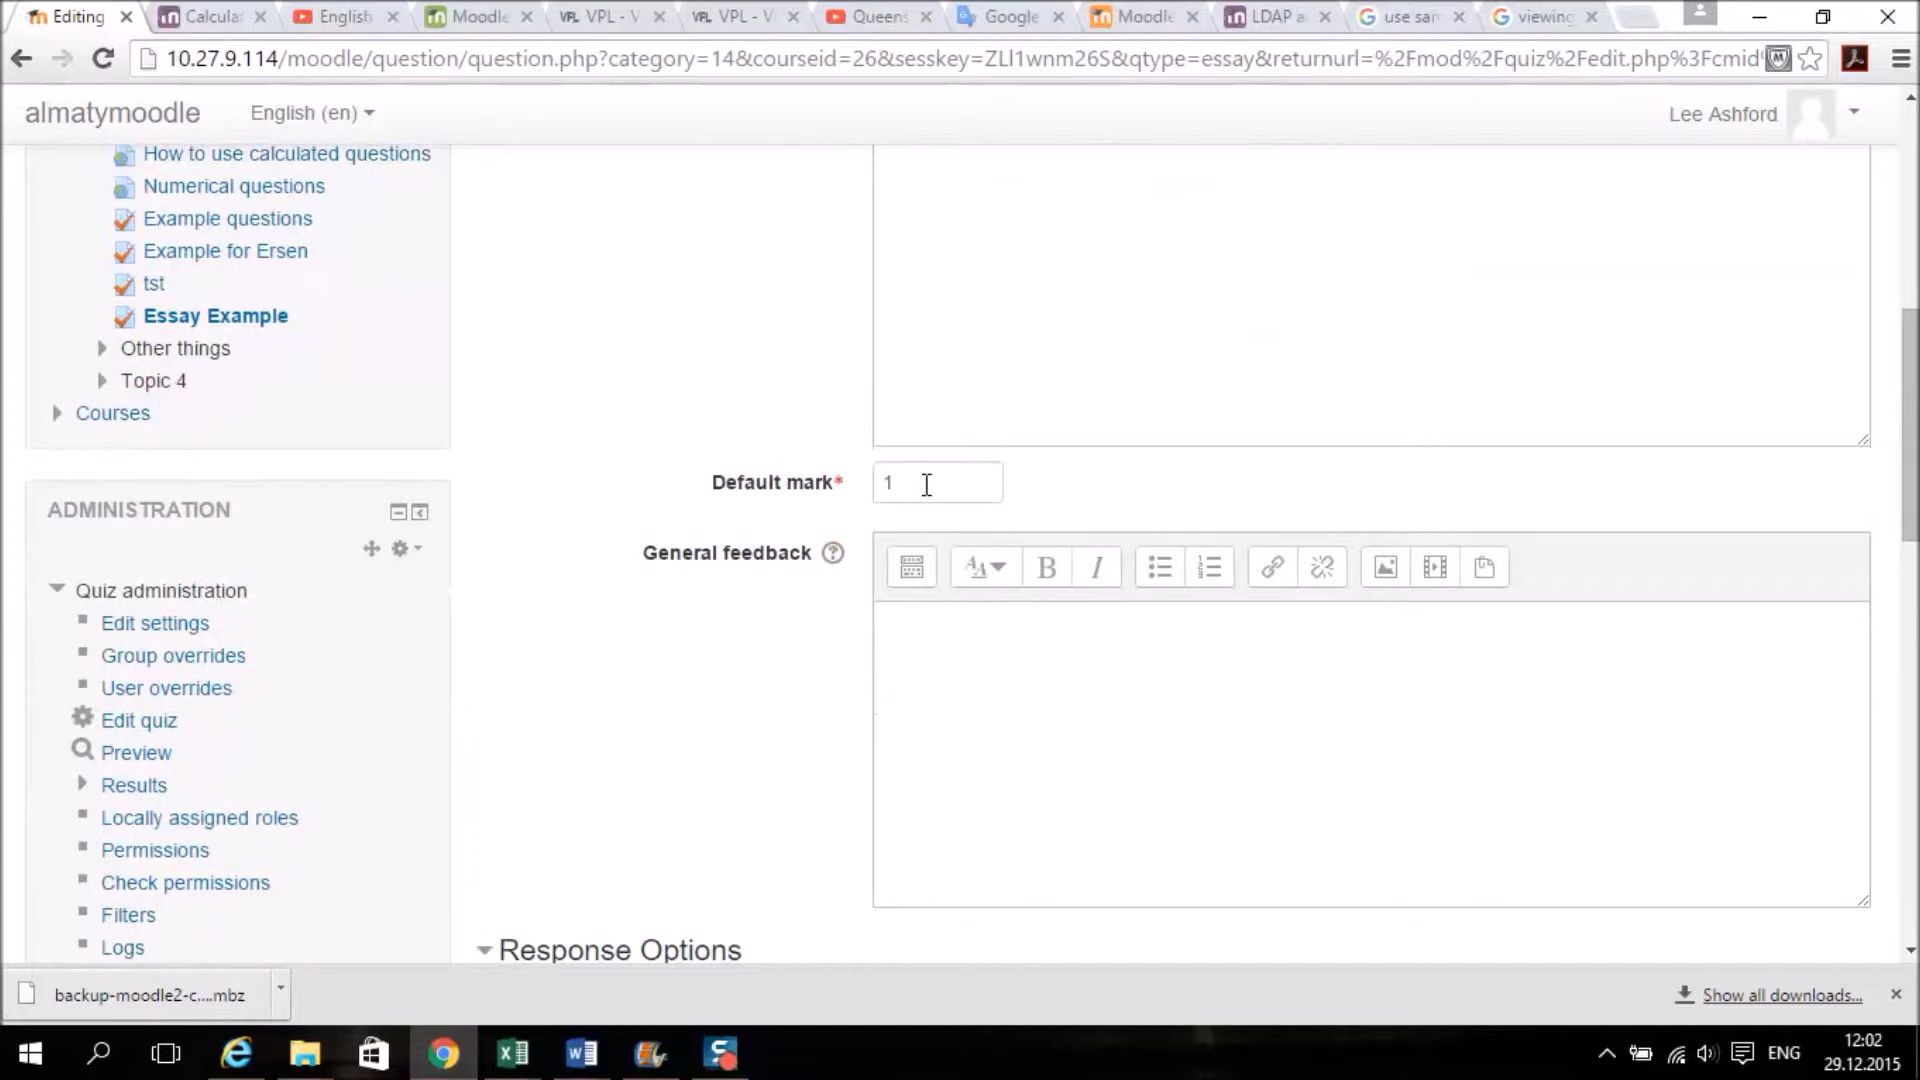 Editing
Calcula
English
Moodle
VPL - V
VPL - V
Queens
Google
Moodle
LDAP a
use san
viewing
10.27.9.114/moodle/question/question.php?category=14&courseid=26&sesskey=ZLl1wnm26S&qtype=essay&returnurl=%2Fmod%2Fquiz%2Fedit.php%3Fcmid
almatymoodle
English (en)
Lee Ashford
How to use calculated questions
Numerical questions
Example questions
Example for Ersen
tst
Essay Example
Other things
Topic 4
Courses
Default mark*
1
ADMINISTRATION
General feedback
Quiz administration
Edit settings
Group overrides
User overrides
Edit quiz
Preview
Results
Locally assigned roles
Permissions
Check permissions
Filters
Logs
Response Options
backup-moodle2-c....mbz
Show all downloads...
ENG
12:02
29.12.2015